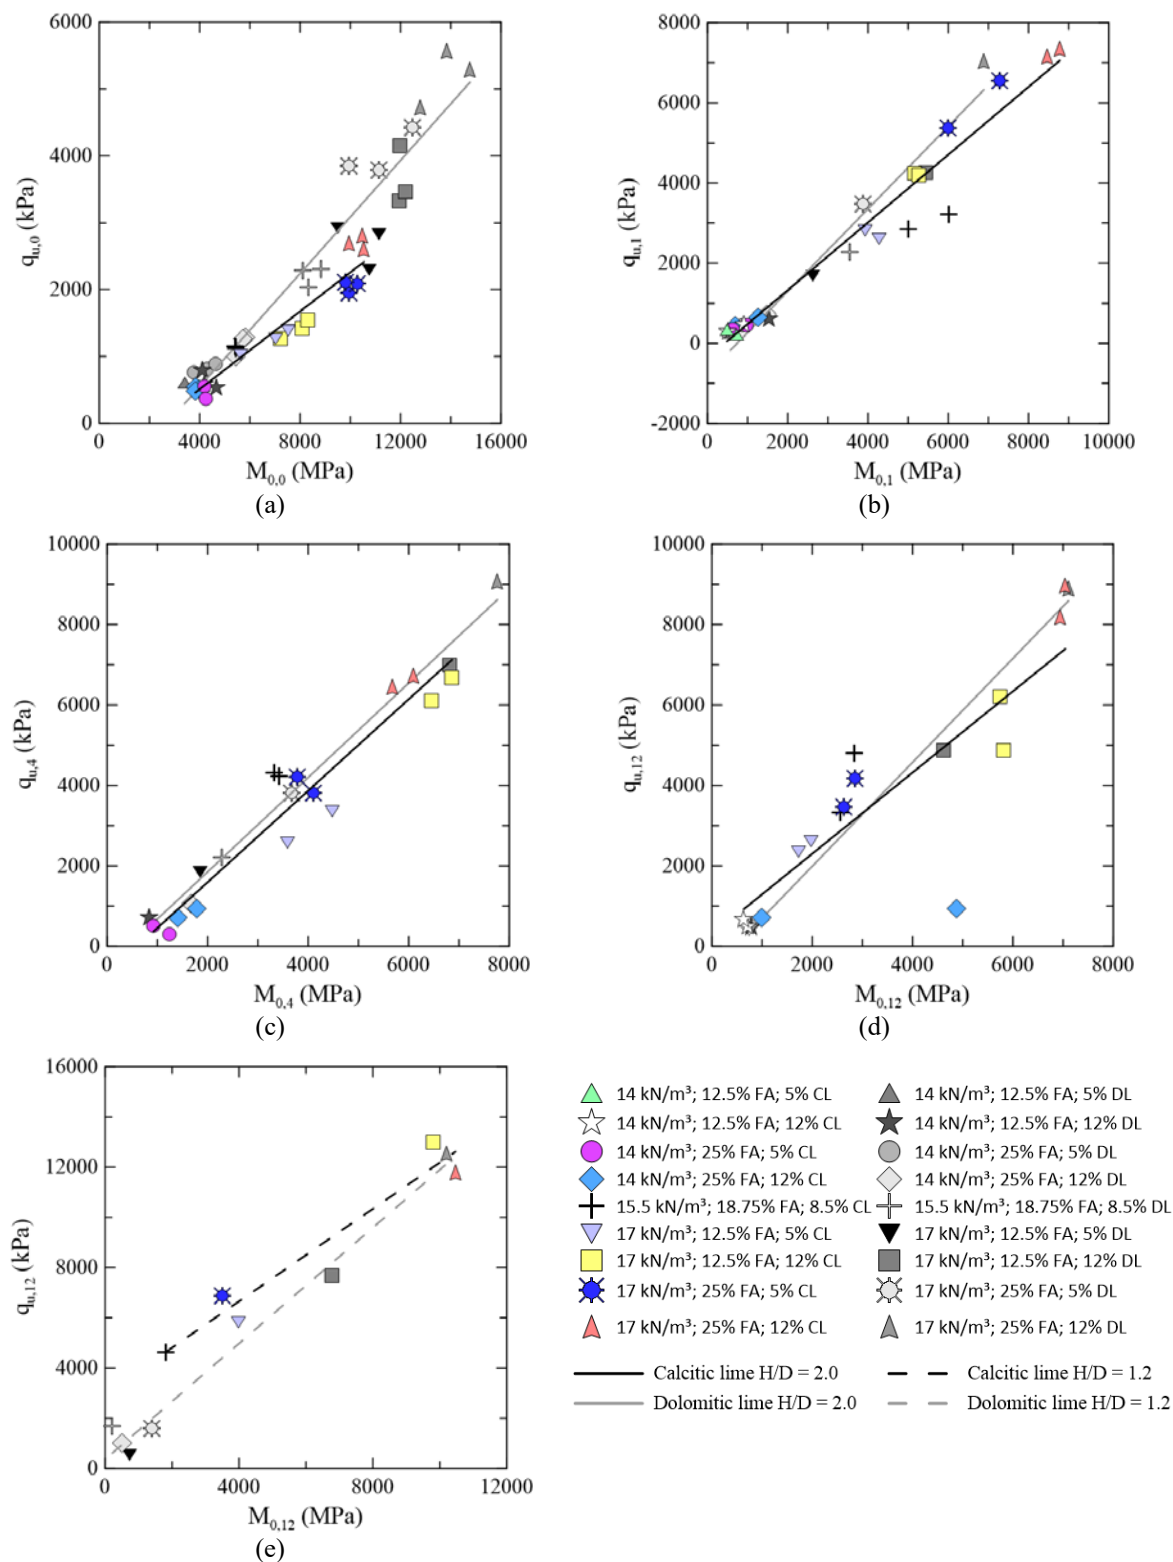 6000
4000
2000
0
q_{u,0} (kPa)
0 4000 8000 12000 16000
M_{0,0} (MPa)
(a)
8000
6000
4000
2000
0
-2000
q_{u,1} (kPa)
0 2000 4000 6000 8000 10000
M_{0,1} (MPa)
(b)
10000
8000
6000
4000
2000
0
q_{u,4} (kPa)
0 2000 4000 6000 8000
M_{0,4} (MPa)
(c)
10000
8000
6000
4000
2000
0
q_{u,12} (kPa)
0 2000 4000 6000 8000
M_{0,12} (MPa)
(d)
16000
12000
8000
4000
0
q_{u,12} (kPa)
0 4000 8000 12000
M_{0,12} (MPa)
(e)
14 kN/m³; 12.5% FA; 5% CL
14 kN/m³; 12.5% FA; 12% CL
14 kN/m³; 25% FA; 5% CL
14 kN/m³; 25% FA; 12% CL
15.5 kN/m³; 18.75% FA; 8.5% CL
17 kN/m³; 12.5% FA; 5% CL
17 kN/m³; 12.5% FA; 12% CL
17 kN/m³; 25% FA; 5% CL
17 kN/m³; 25% FA; 12% CL
14 kN/m³; 12.5% FA; 5% DL
14 kN/m³; 12.5% FA; 12% DL
14 kN/m³; 25% FA; 5% DL
14 kN/m³; 25% FA; 12% DL
15.5 kN/m³; 18.75% FA; 8.5% DL
17 kN/m³; 12.5% FA; 5% DL
17 kN/m³; 12.5% FA; 12% DL
17 kN/m³; 25% FA; 5% DL
17 kN/m³; 25% FA; 12% DL
Calcitic lime H/D = 2.0
Dolomitic lime H/D = 2.0
Calcitic lime H/D = 1.2
Dolomitic lime H/D = 1.2